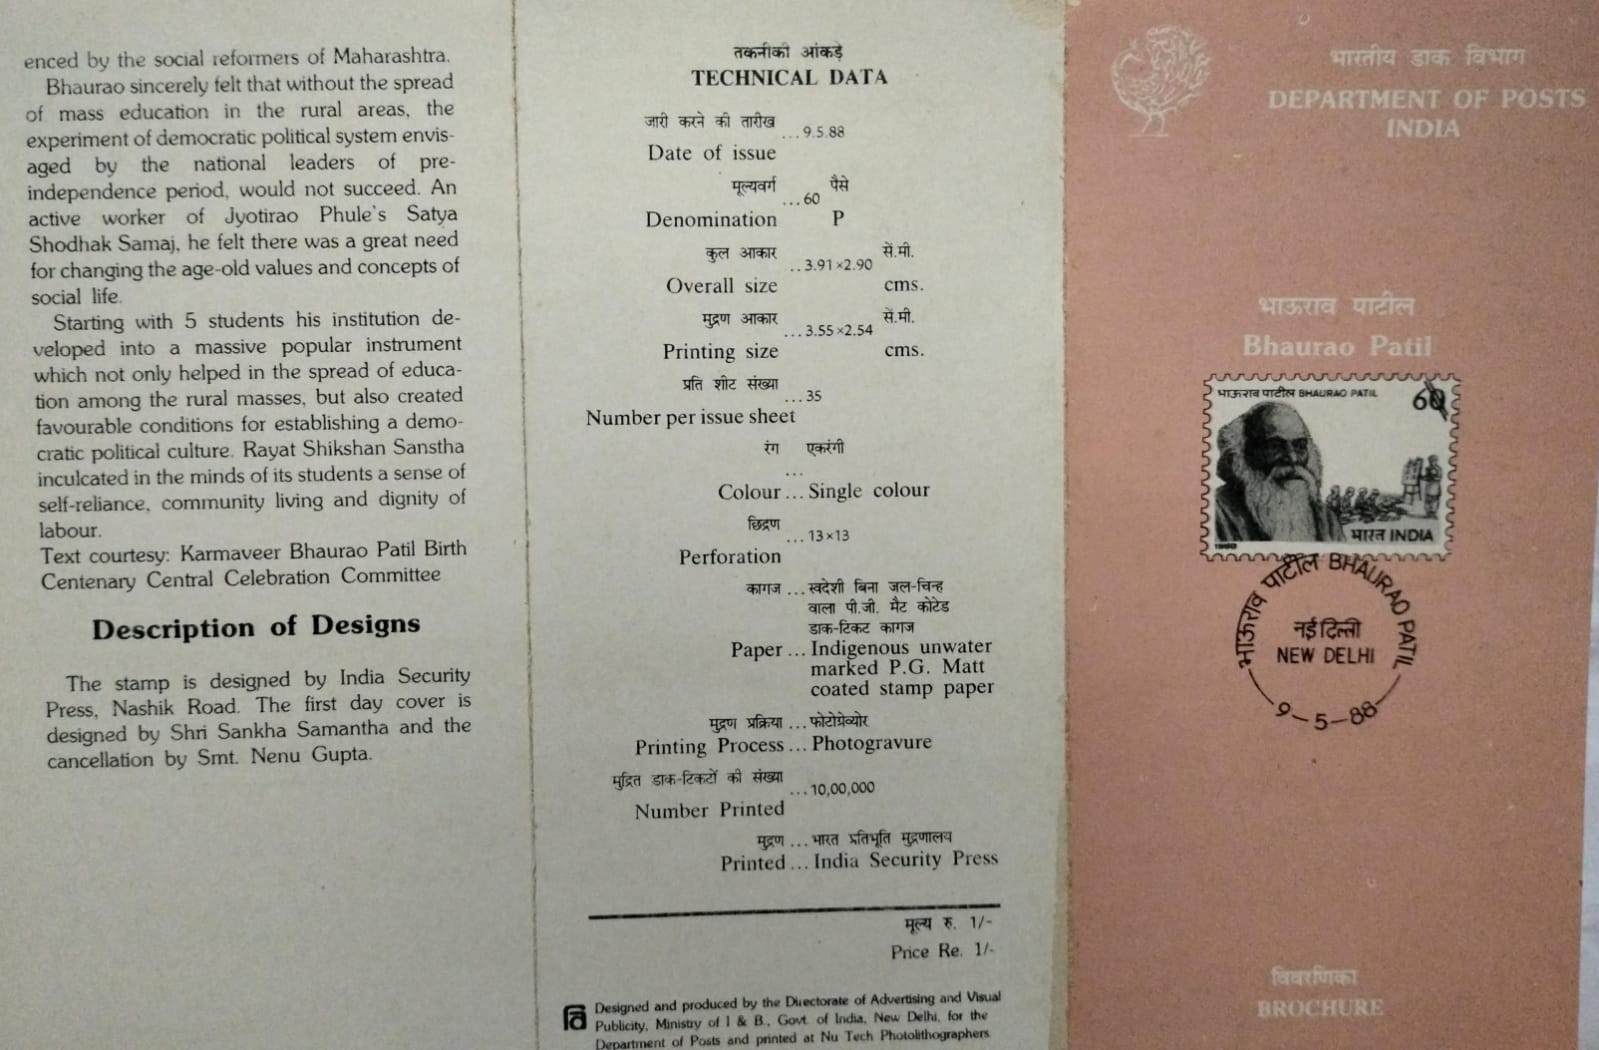 enced by the social reformers of Maharashtra.
Bhaurao sincerely felt that without the spread
of mass education in the rural areas, the
experiment of democratic political system envis-
aged by the national leaders of pre-
independence period, would not succeed. An
active worker of Jyotirao Phule's Satya
Shodhak Samaj, he felt there was a great need
for changing the age-old values and concepts of
social life.
Starting with 5 students his institution de-
veloped into a massive popular instrument
which not only helped in the spread of educa-
tion among the rural masses, but also created
favourable conditions for establishing a demo-
cratic political culture. Rayat Shikshan Sanstha
inculcated in the minds of its students a sense of
self-reliance, community living and dignity of
labour.
Text courtesy: Karmaveer Bhaurao Patil Birth
Centenary Central Celebration Committee
Description of Designs
The stamp is designed by India Security
Press, Nashik Road. The first day cover is
designed by Shri Sankha Samantha and the
cancellation by Smt. Nenu Gupta.
तकनीकी आंकड़े
TECHNICAL DATA
जारी करने की तारीख
...9.5.88
Date of issue
मूल्यवर्ग पैसे
...60
Denomination P
कुल आकार सें.मी.
..3.91×2.90
Overall size cms.
मुद्रण आकार सें.मी.
...3.55×2.54
Printing size cms.
प्रति शीट संख्या
...35
Number per issue sheet
रंग एकरंगी
...
Colour ... Single colour
छिद्रण
...13×13
Perforation
कागज ... स्वदेशी बिना जल-चिन्ह
वाला पी.जी. मैट कोटेड
डाक-टिकट कागज
Paper ... Indigenous unwater
marked P.G. Matt
coated stamp paper
मुद्रण प्रक्रिया ... फोटोग्रेव्योर
Printing Process ... Photogravure
मुद्रित डाक-टिकटों की संख्या
...10,00,000
Number Printed
मुद्रण ... भारत प्रतिभूति मुद्रणालय
Printed ... India Security Press
मूल्य रु. 1/-
Price Re. 1/-
Designed and produced by the Directorate of Advertising and Visual
Publicity, Ministry of I & B., Govt. of India, New Delhi, for the
Department of Posts and printed at Nu Tech Photolithographers
भारतीय डाक विभाग
DEPARTMENT OF POSTS
INDIA
भाऊराव पाटील
Bhaurao Patil
भाऊराव पाटील BHAURAO PATIL 60
भारत INDIA
भाऊराव पाटील BHAURAO PATIL
नई दिल्ली
NEW DELHI
9-5-88
विवरणिका
BROCHURE